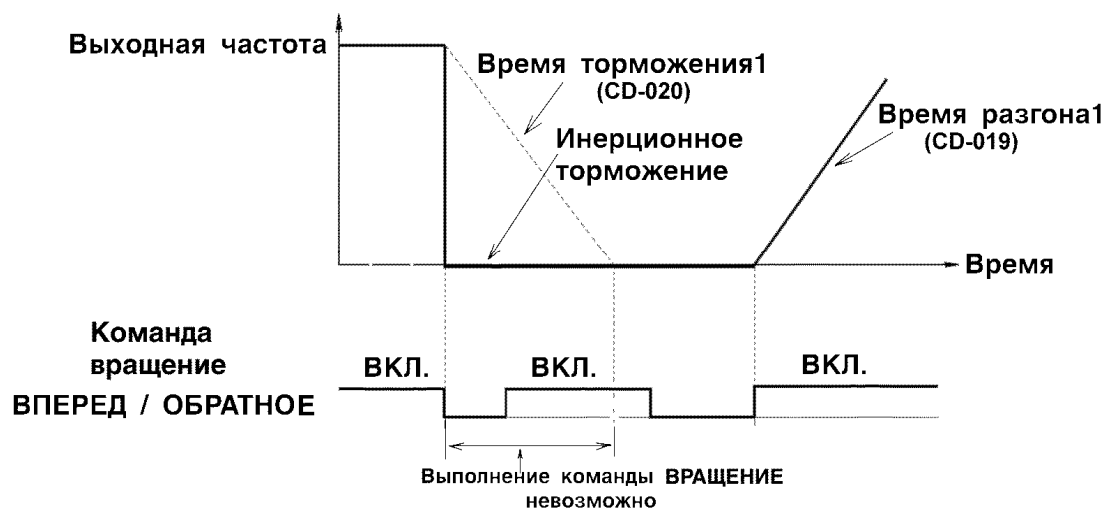 Выходная частота
Время торможения1
(CD-020)
Инерционное
торможение
Время разгона1
(CD-019)
Время
Команда
вращение
ВПЕРЕД / ОБРАТНОЕ
ВКЛ.
ВКЛ.
ВКЛ.
Выполнение команды ВРАЩЕНИЕ
невозможно